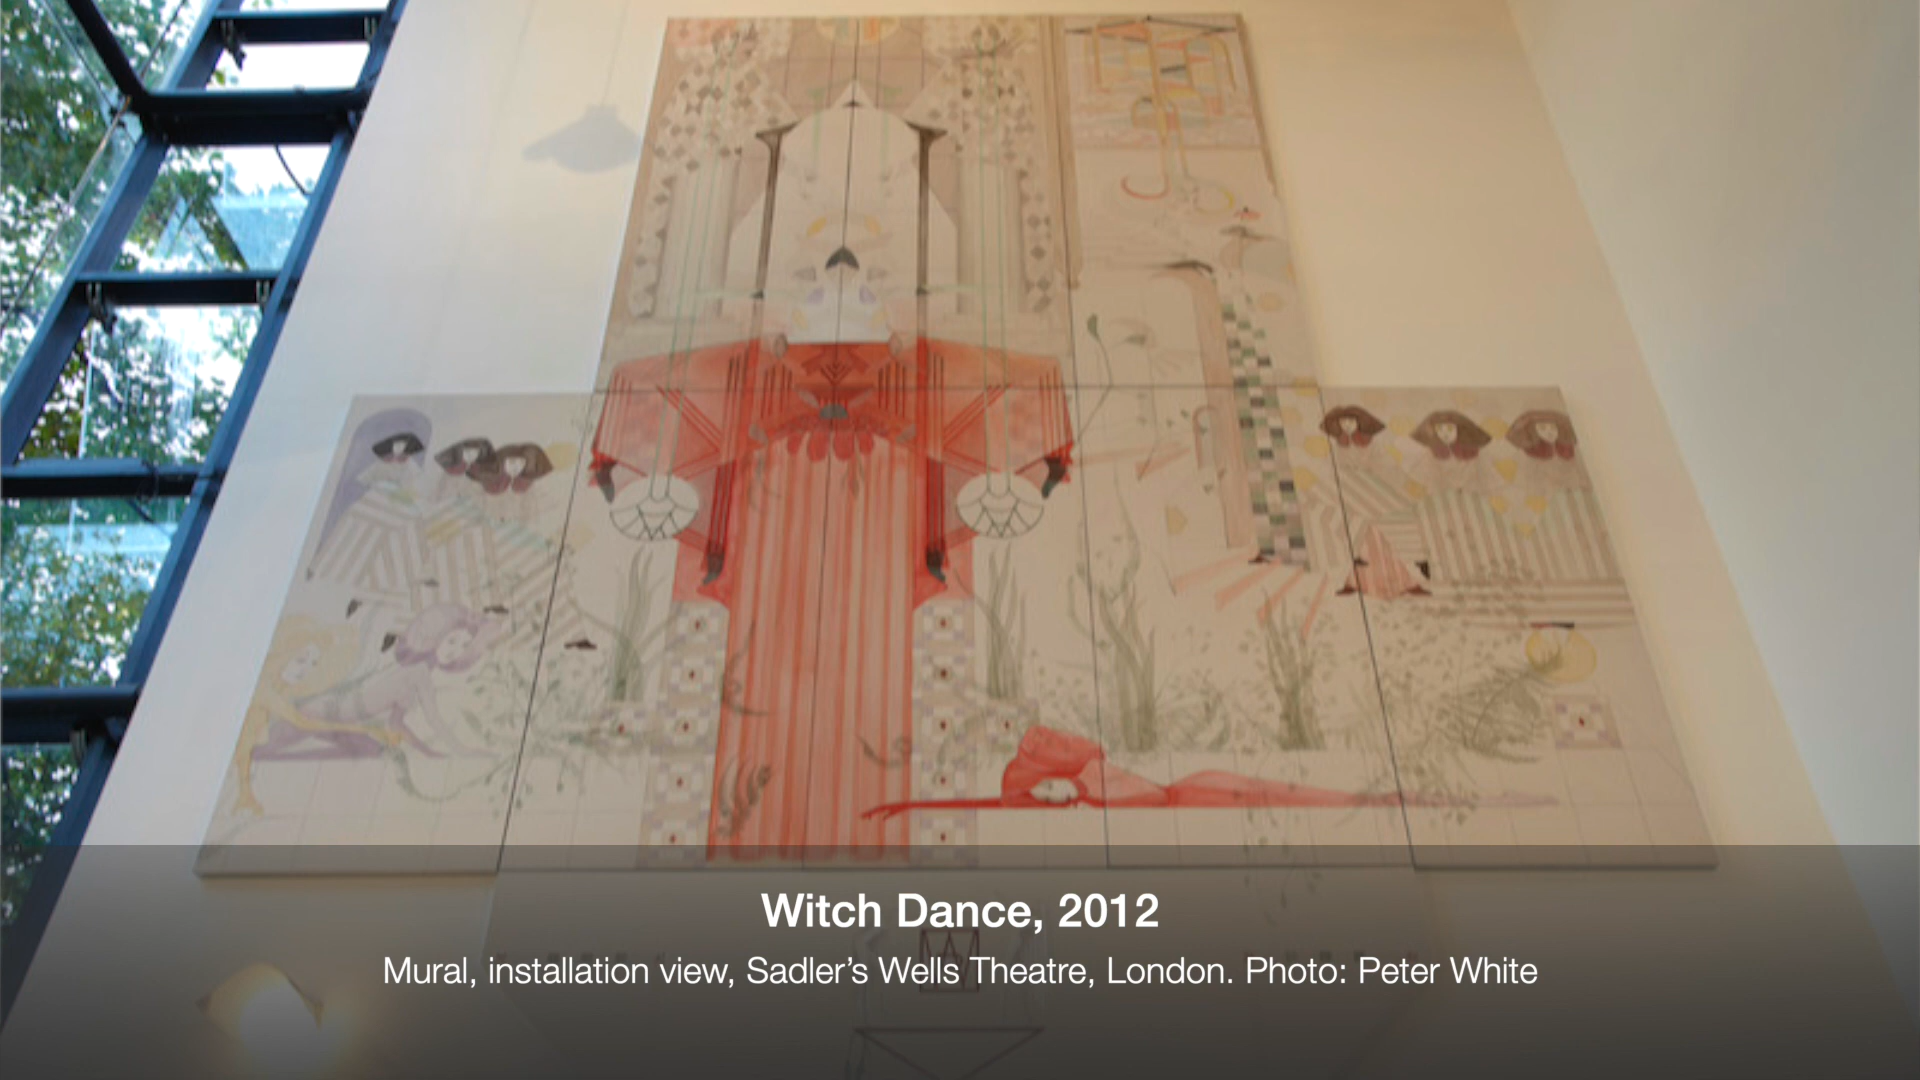 Witch Dance, 2012
Mural, installation view, Sadler’s Wells Theatre, London. Photo: Peter White